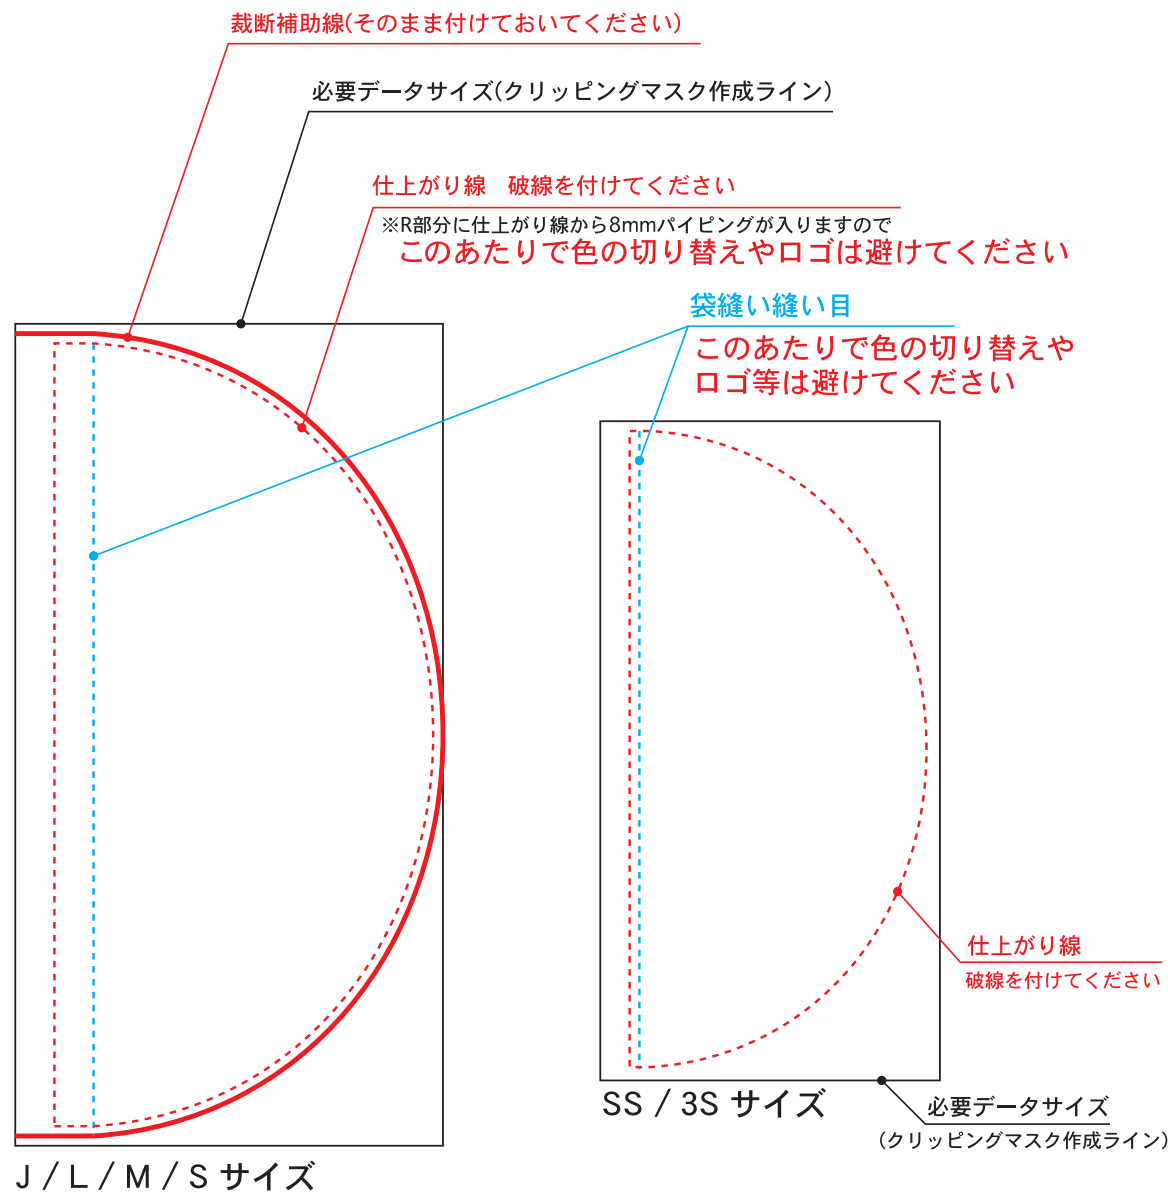 裁断補助線(そのまま付けておいてください)
必要データサイズ(クリッピングマスク作成ライン)
仕上がり線　破線を付けてください
※R部分に仕上がり線から8mmパイピングが入りますので
このあたりで色の切り替えやロゴは避けてください
袋縫い縫い目
このあたりで色の切り替えや
ロゴ等は避けてください
仕上がり線
破線を付けてください
SS / 3S サイズ
必要データサイズ
(クリッピングマスク作成ライン)
J / L / M / S サイズ